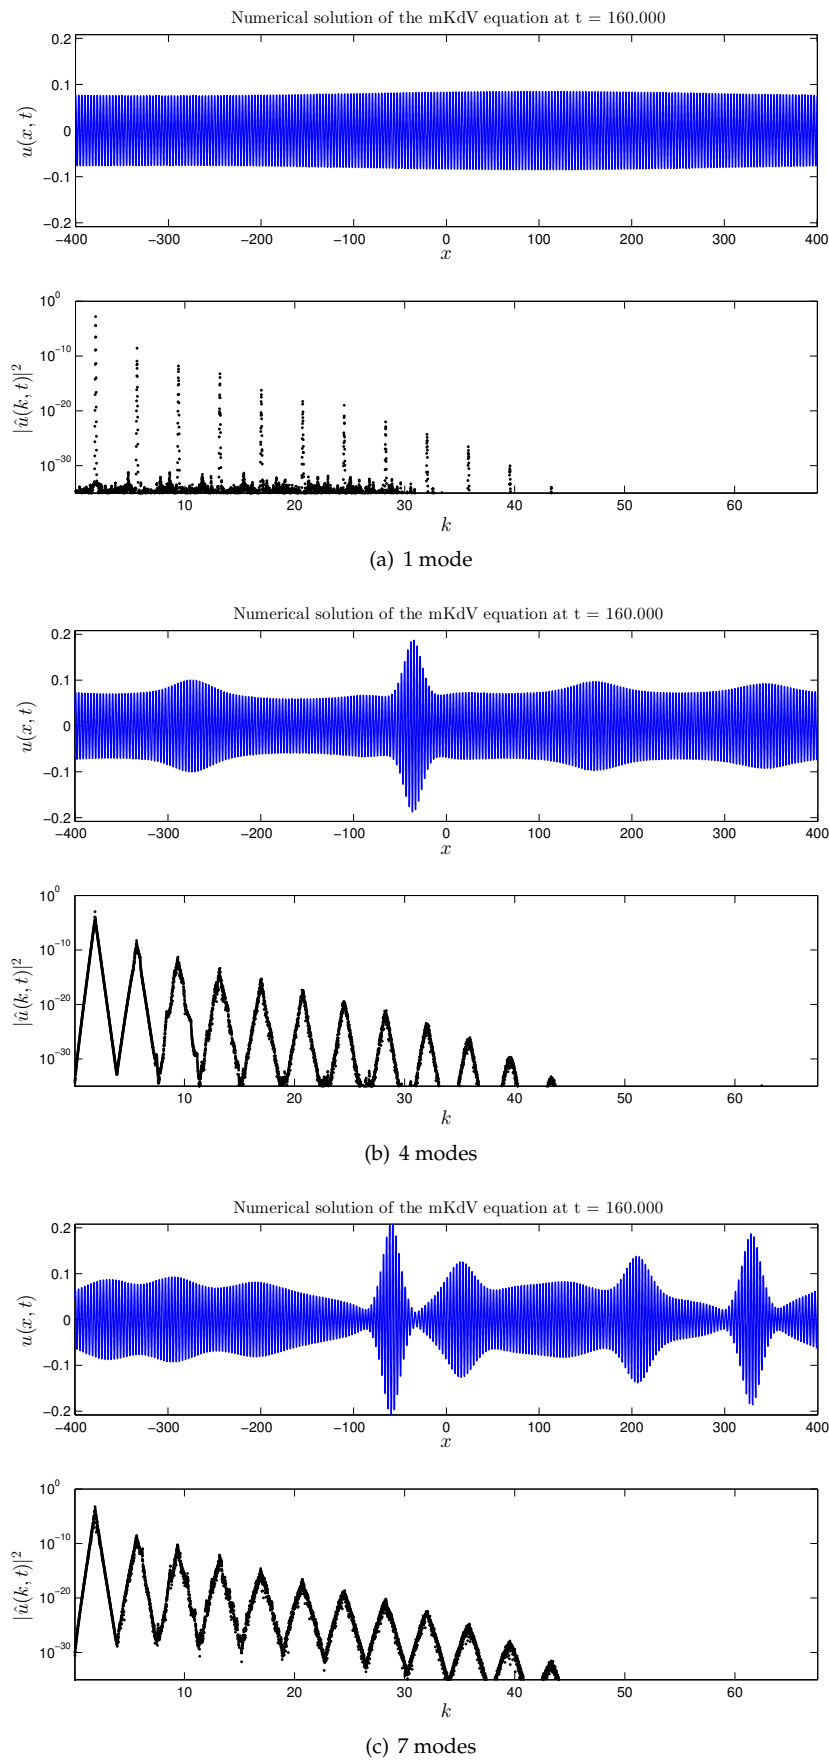 Numerical solution of the mKdV equation at t = 160.000
0.2
0.1
0
−0.1
−0.2
u(x, t)
−400 −300 −200 −100 0 100 200 300 400
x
10^0
10^−10
10^−20
10^−30
|û(k, t)|^2
10 20 30 40 50 60
k
(a) 1 mode
Numerical solution of the mKdV equation at t = 160.000
0.2
0.1
0
−0.1
−0.2
u(x, t)
−400 −300 −200 −100 0 100 200 300 400
x
10^0
10^−10
10^−20
10^−30
|û(k, t)|^2
10 20 30 40 50 60
k
(b) 4 modes
Numerical solution of the mKdV equation at t = 160.000
0.2
0.1
0
−0.1
−0.2
u(x, t)
−400 −300 −200 −100 0 100 200 300 400
x
10^0
10^−10
10^−20
10^−30
|û(k, t)|^2
10 20 30 40 50 60
k
(c) 7 modes